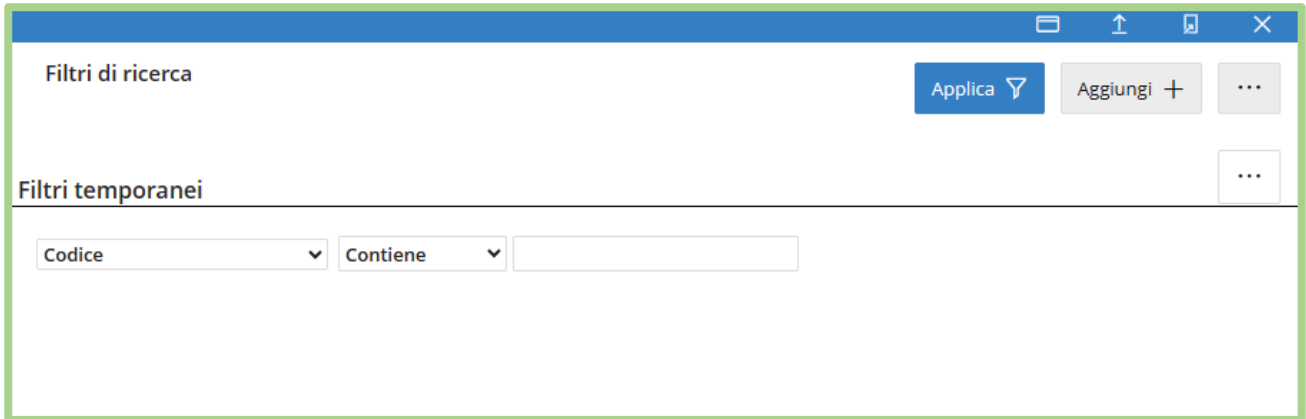 Filtri di ricerca
Applica
Aggiungi +
...
...
Filtri temporanei
Codice
Contiene